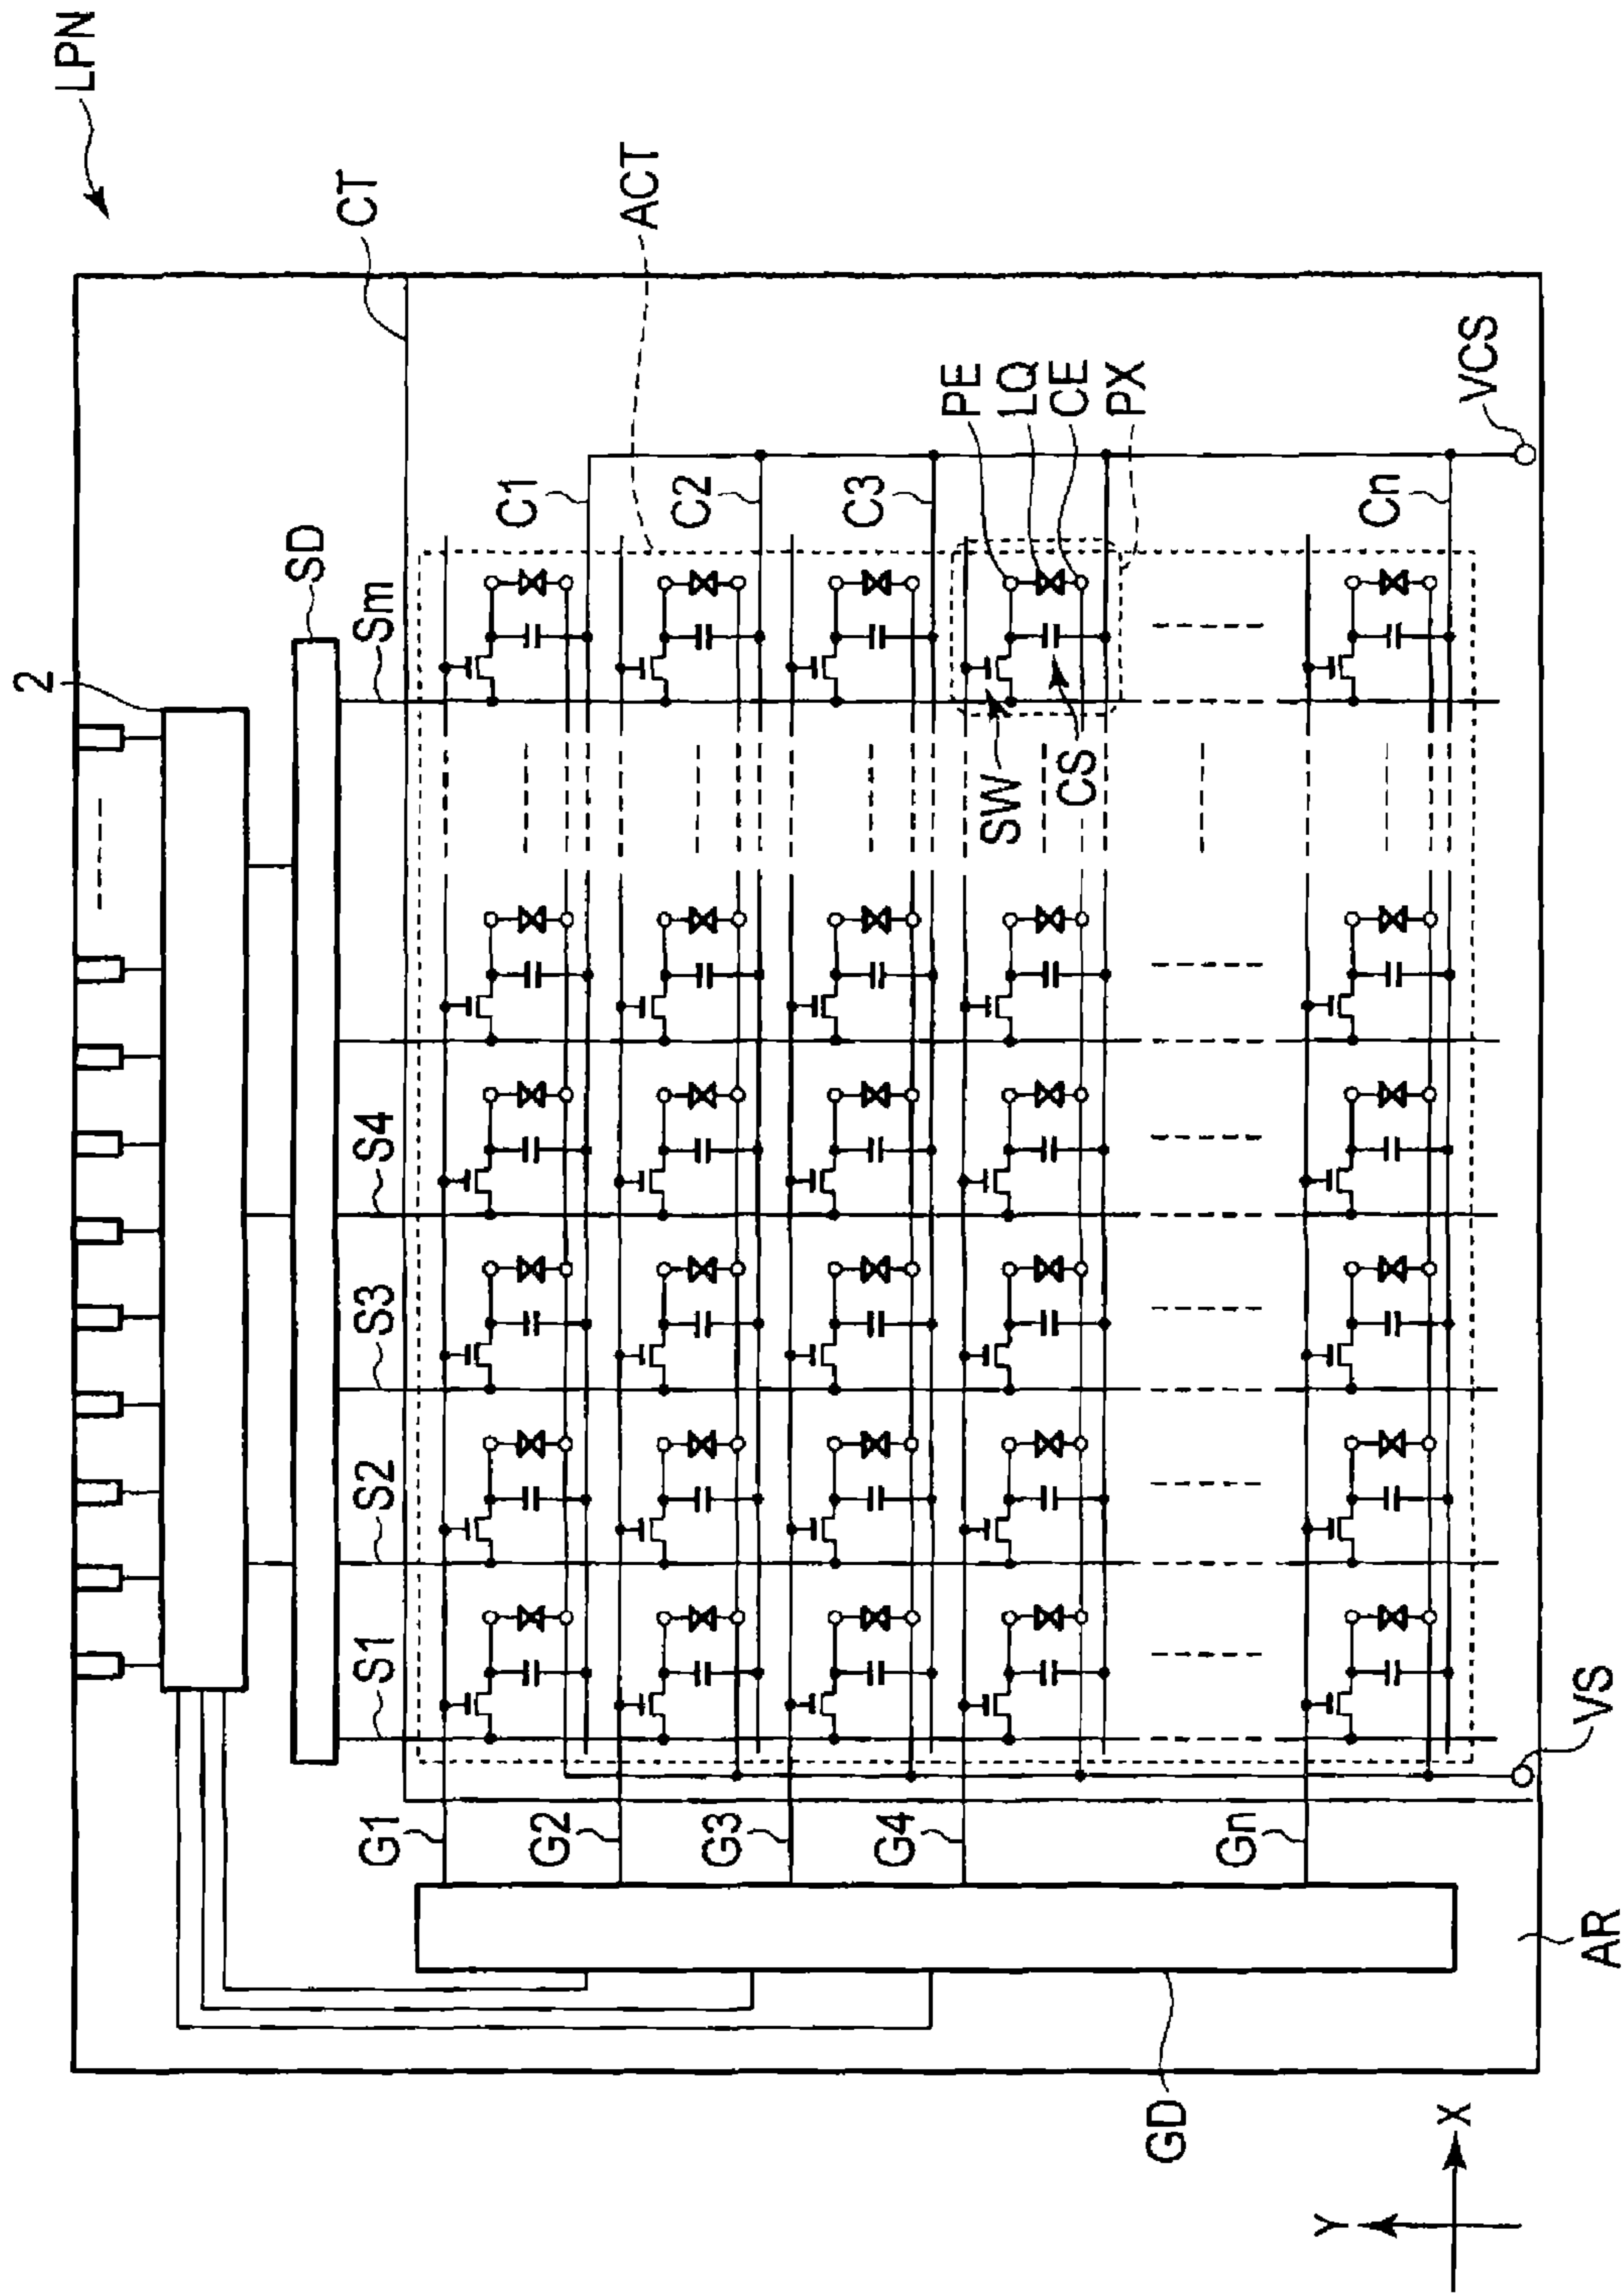 LPN
CT
ACT
2
SD
Sm
S4
S3
S2
S1
C1
C2
C3
Cn
PE
LQ
CE
PX
VCS
SW
CS
G1
G2
G3
G4
Gn
VS
AR
GD
Y
X